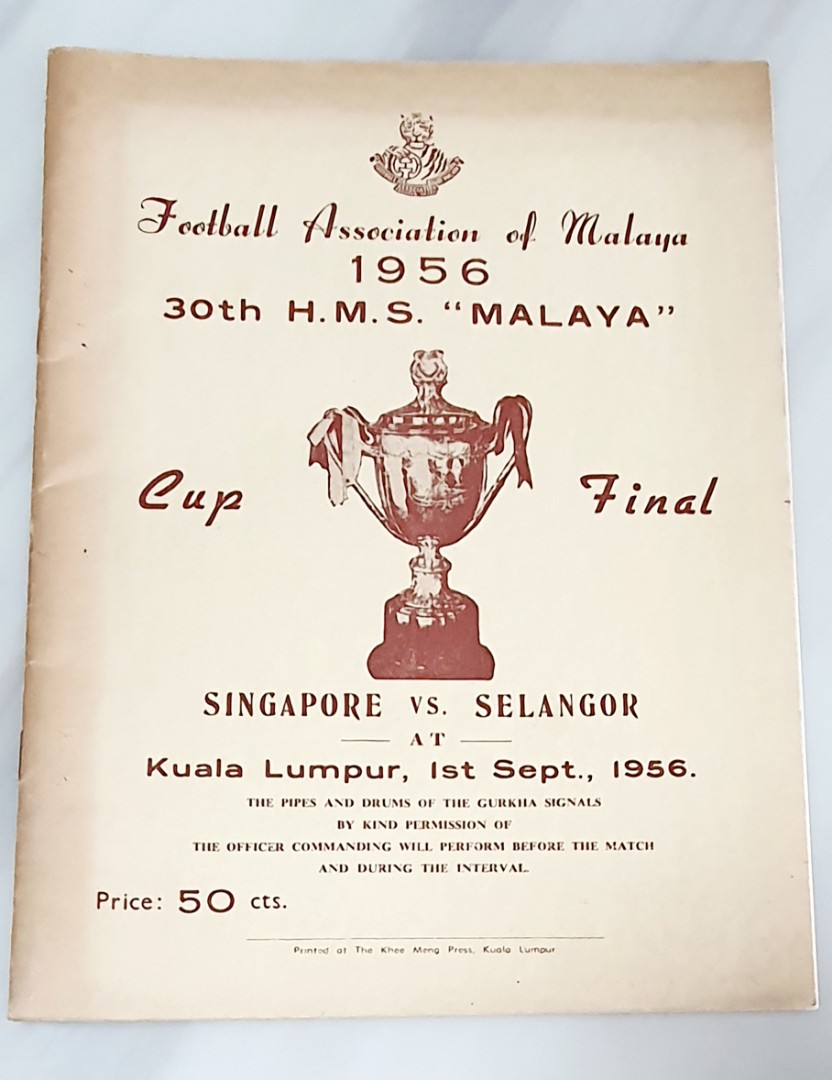 Football Association of Malaya
1956
30th H.M.S. “MALAYA”
Cup Final
SINGAPORE VS. SELANGOR
AT
Kuala Lumpur, 1st Sept., 1956.
THE PIPES AND DRUMS OF THE GURKHA SIGNALS
BY KIND PERMISSION OF
THE OFFICER COMMANDING WILL PERFORM BEFORE THE MATCH
AND DURING THE INTERVAL.
Price: 50 cts.
Printed at The Khee Meng Press, Kuala Lumpur